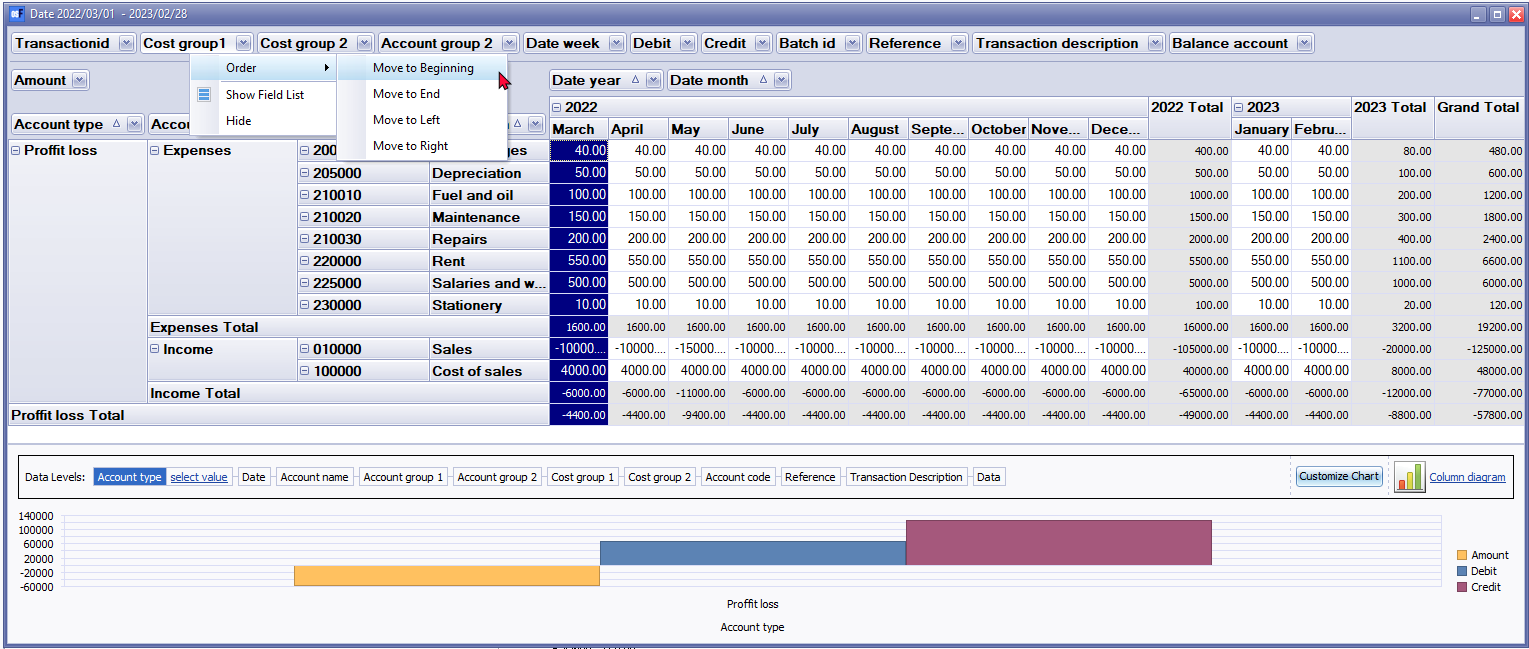 Date 2022/03/01 - 2023/02/28
Transactionid Cost group1 Cost group 2 Account group 2 Date week Debit Credit Batch id Reference Transaction description Balance account
Order Move to Beginning
Amount Date year Date month
Show Field List Move to End
2022 2022 Total 2023 2023 Total Grand Total
Hide Move to Left
Account type Accou March April May June July August Septe... October Nove... Dece... January Febru...
Move to Right
Proffit loss Expenses 200 ges 40.00 40.00 40.00 40.00 40.00 40.00 40.00 40.00 40.00 40.00 400.00 40.00 40.00 80.00 480.00
205000 Depreciation 50.00 50.00 50.00 50.00 50.00 50.00 50.00 50.00 50.00 50.00 500.00 50.00 50.00 100.00 600.00
210010 Fuel and oil 100.00 100.00 100.00 100.00 100.00 100.00 100.00 100.00 100.00 100.00 1000.00 100.00 100.00 200.00 1200.00
210020 Maintenance 150.00 150.00 150.00 150.00 150.00 150.00 150.00 150.00 150.00 150.00 1500.00 150.00 150.00 300.00 1800.00
210030 Repairs 200.00 200.00 200.00 200.00 200.00 200.00 200.00 200.00 200.00 200.00 2000.00 200.00 200.00 400.00 2400.00
220000 Rent 550.00 550.00 550.00 550.00 550.00 550.00 550.00 550.00 550.00 550.00 5500.00 550.00 550.00 1100.00 6600.00
225000 Salaries and w... 500.00 500.00 500.00 500.00 500.00 500.00 500.00 500.00 500.00 500.00 5000.00 500.00 500.00 1000.00 6000.00
230000 Stationery 10.00 10.00 10.00 10.00 10.00 10.00 10.00 10.00 10.00 10.00 100.00 10.00 10.00 20.00 120.00
Expenses Total 1600.00 1600.00 1600.00 1600.00 1600.00 1600.00 1600.00 1600.00 1600.00 1600.00 16000.00 1600.00 1600.00 3200.00 19200.00
Income 010000 Sales -10000.... -10000.... -15000.... -10000.... -10000.... -10000.... -10000.... -10000.... -10000.... -10000.... -105000.00 -10000.... -10000.... -20000.00 -125000.00
100000 Cost of sales 4000.00 4000.00 4000.00 4000.00 4000.00 4000.00 4000.00 4000.00 4000.00 4000.00 40000.00 4000.00 4000.00 8000.00 48000.00
Income Total -6000.00 -6000.00 -11000.00 -6000.00 -6000.00 -6000.00 -6000.00 -6000.00 -6000.00 -6000.00 -65000.00 -6000.00 -6000.00 -12000.00 -77000.00
Proffit loss Total -4400.00 -4400.00 -9400.00 -4400.00 -4400.00 -4400.00 -4400.00 -4400.00 -4400.00 -4400.00 -49000.00 -4400.00 -4400.00 -8800.00 -57800.00
Data Levels: Account type select value Date Account name Account group 1 Account group 2 Cost group 1 Cost group 2 Account code Reference Transaction Description Data Customize Chart Column diagram
140000
100000
60000
20000
-20000
-60000
Amount
Debit
Credit
Proffit loss
Account type